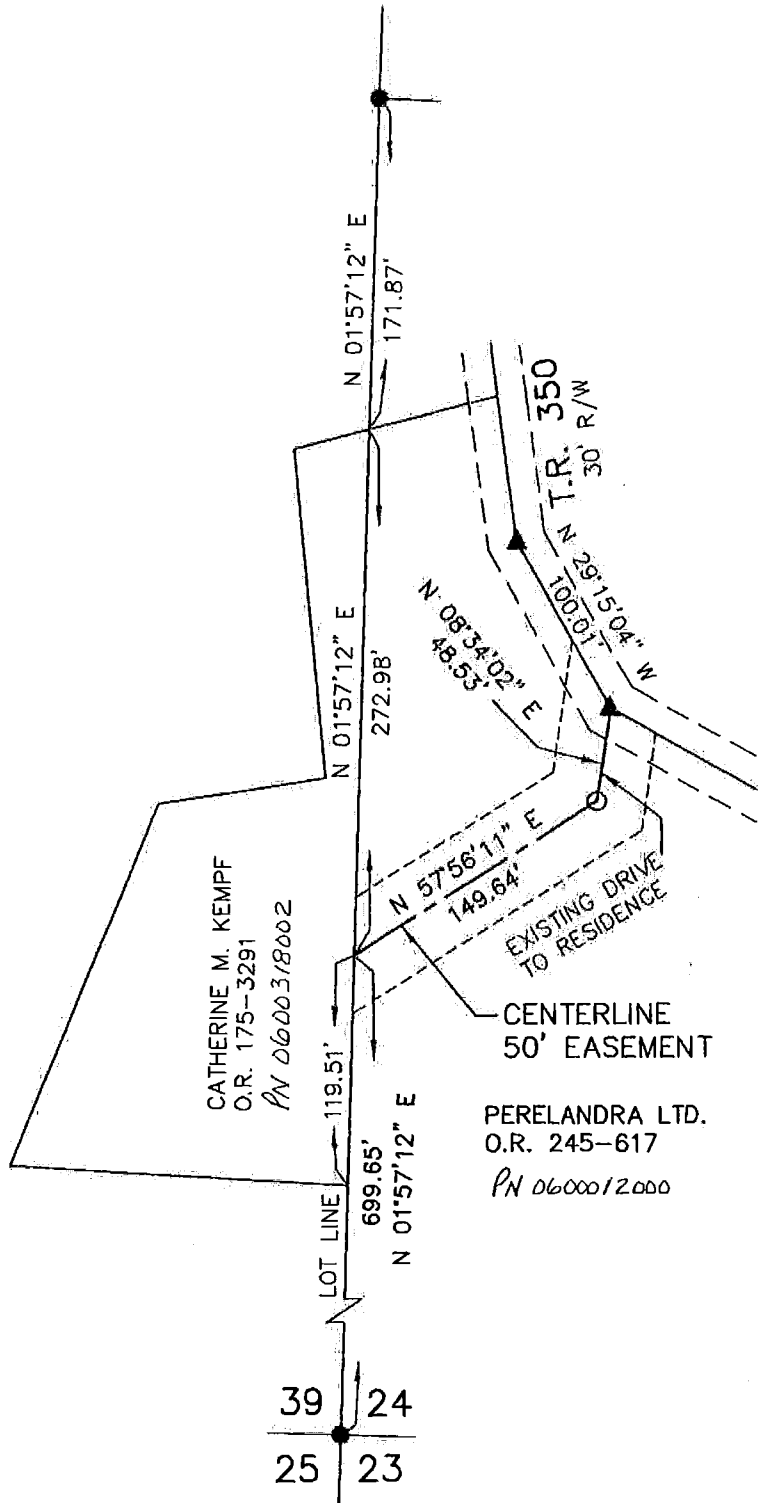 N 01°57'12" E
171.87'
T.R. 350
30' R/W
N 29°15'04" W
100.01'
N 08°34'02" E
48.53'
N 01°57'12" E
272.98'
N 57°56'11" E
149.64'
EXISTING DRIVE
TO RESIDENCE
CATHERINE M. KEMPF
O.R. 175-3291
PN 0600318002
CENTERLINE
50' EASEMENT
119.51'
PERELANDRA LTD.
O.R. 245-617
PN 0600012000
699.65'
N 01°57'12" E
LOT LINE
39 24
25 23